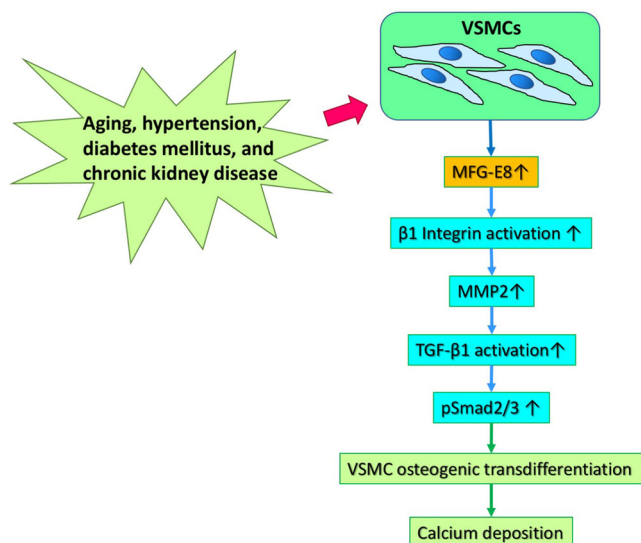 VSMCs
Aging, hypertension,
diabetes mellitus, and
chronic kidney disease
MFG-E8↑
β1 Integrin activation ↑
MMP2↑
TGF-β1 activation↑
pSmad2/3 ↑
VSMC osteogenic transdifferentiation
Calcium deposition